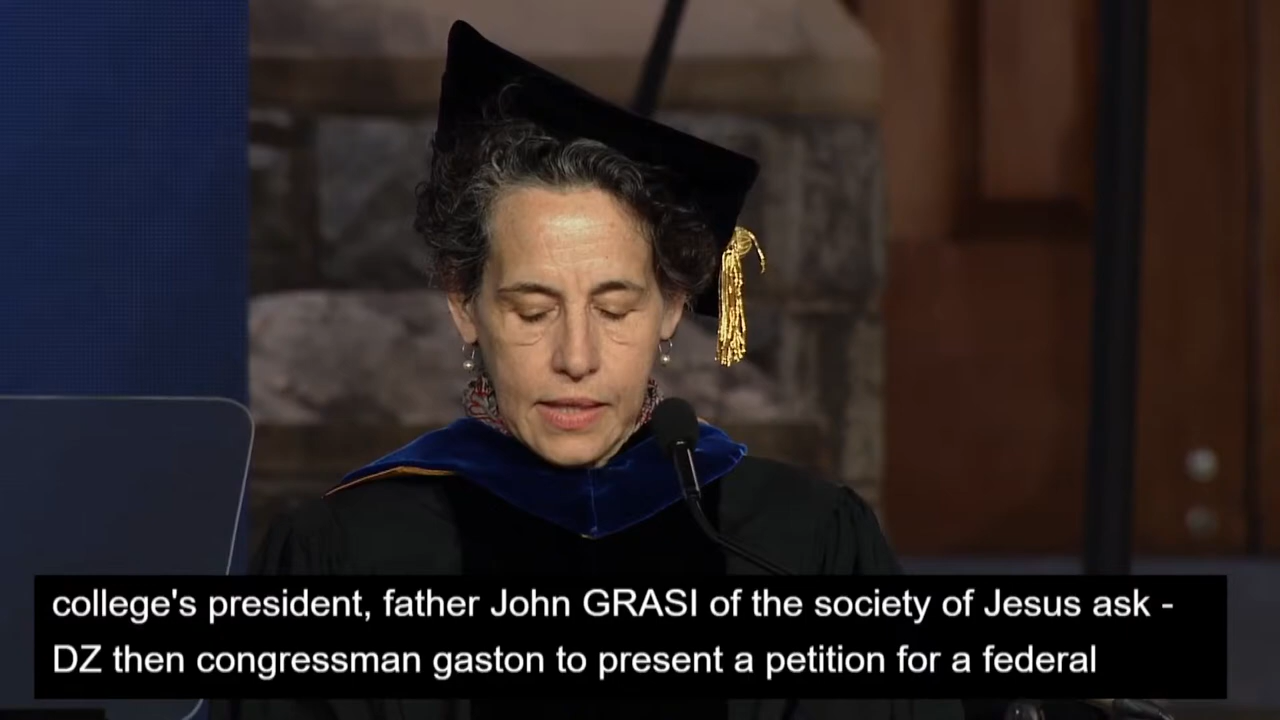 college's president, father John GRASI of the society of Jesus ask -
DZ then congressman gaston to present a petition for a federal